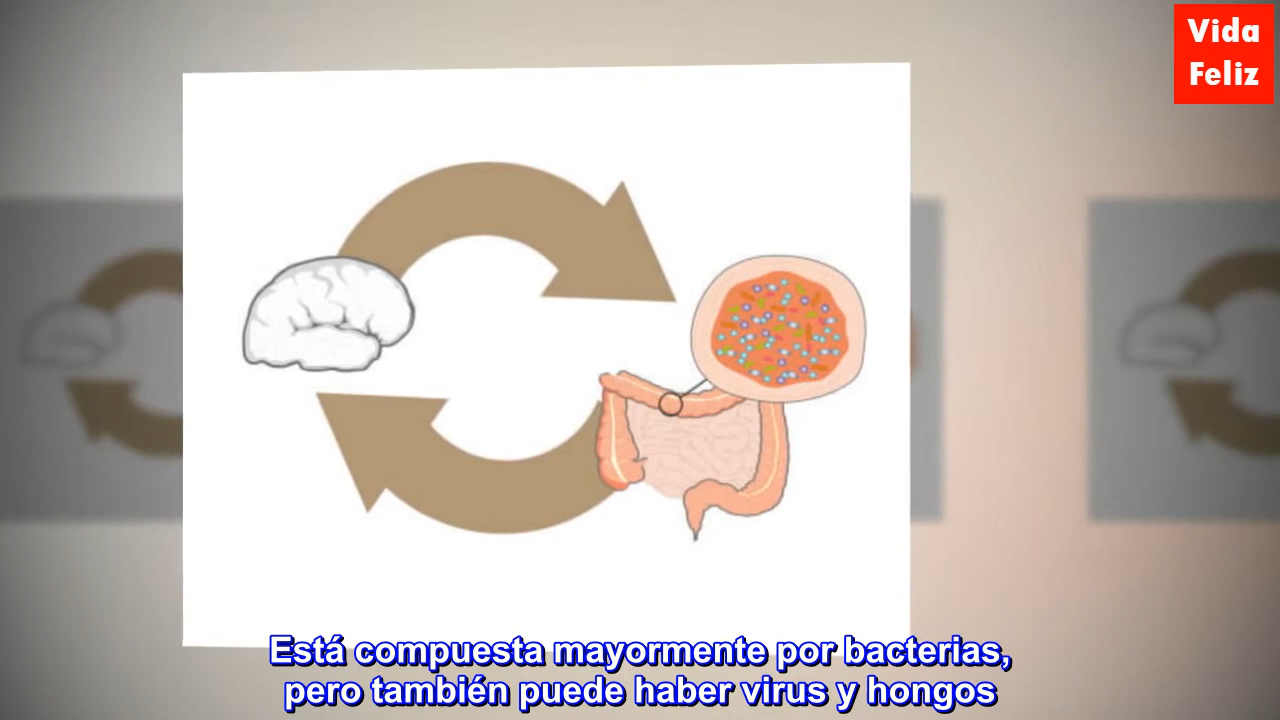 Vida
Feliz
Está compuesta mayormente por bacterias,
pero también puede haber virus y hongos